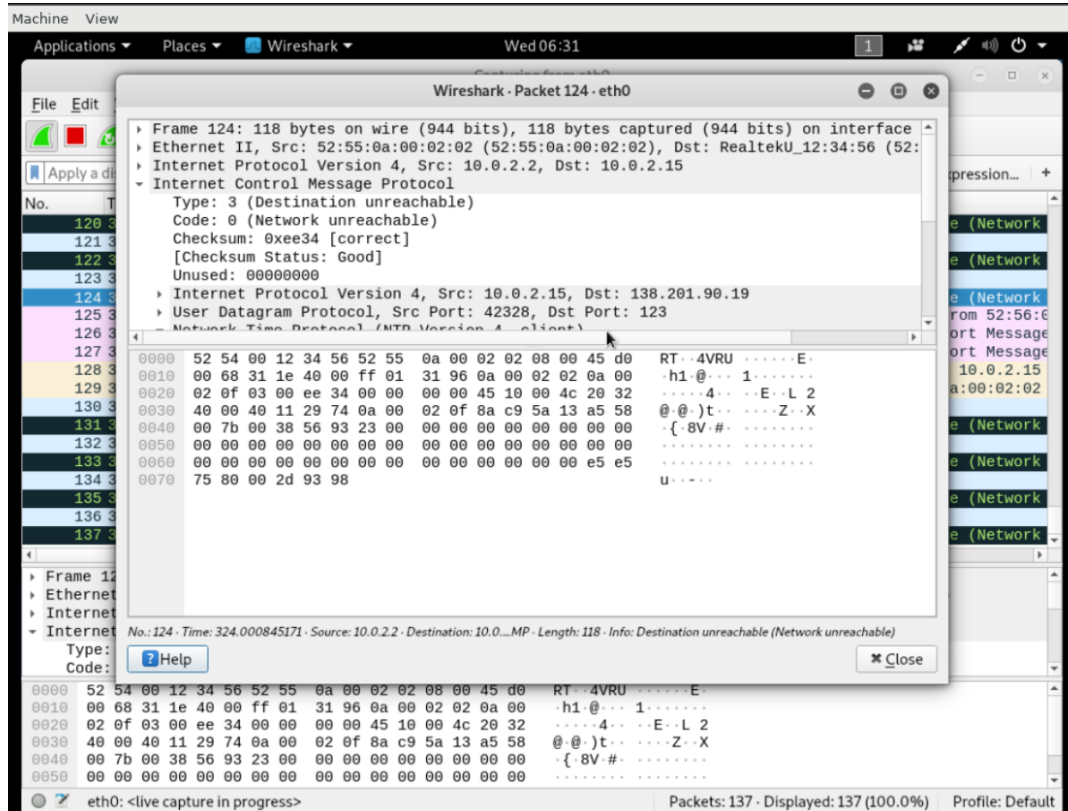 Machine View
Applications Places Wireshark Wed 06:31 1
Wireshark · Packet 124 · eth0
File Edit
Apply a di
pression... +
No. T
120 3 e (Network
121 3
122 3 e (Network
123 3
124 3 e (Network
125 3 rom 52:56:0
126 3 ort Message
127 3 ort Message
128 3 10.0.2.15
129 3 a:00:02:02
130 3
131 3 e (Network
132 3
133 3 e (Network
134 3
135 3 e (Network
136 3
137 3 e (Network
Frame 124: 118 bytes on wire (944 bits), 118 bytes captured (944 bits) on interface
Ethernet II, Src: 52:55:0a:00:02:02 (52:55:0a:00:02:02), Dst: RealtekU_12:34:56 (52:
Internet Protocol Version 4, Src: 10.0.2.2, Dst: 10.0.2.15
Internet Control Message Protocol
Type: 3 (Destination unreachable)
Code: 0 (Network unreachable)
Checksum: 0xee34 [correct]
[Checksum Status: Good]
Unused: 00000000
Internet Protocol Version 4, Src: 10.0.2.15, Dst: 138.201.90.19
User Datagram Protocol, Src Port: 42328, Dst Port: 123
Network Time Protocol (NTP Version 4, client)
0000 52 54 00 12 34 56 52 55 0a 00 02 02 08 00 45 d0 RT··4VRU ······E·
0010 00 68 31 1e 40 00 ff 01 31 96 0a 00 02 02 0a 00 ·h1·@··· 1·······
0020 02 0f 03 00 ee 34 00 00 00 00 45 10 00 4c 20 32 ·····4·· ··E··L 2
0030 40 00 40 11 29 74 0a 00 02 0f 8a c9 5a 13 a5 58 @·@·)t·· ····Z··X
0040 00 7b 00 38 56 93 23 00 00 00 00 00 00 00 00 00 ·{·8V·#· ········
0050 00 00 00 00 00 00 00 00 00 00 00 00 00 00 00 00 ········ ········
0060 00 00 00 00 00 00 00 00 00 00 00 00 00 00 e5 e5 ········ ········
0070 75 80 00 2d 93 98 u··-··
No.: 124 · Time: 324.000845171 · Source: 10.0.2.2 · Destination: 10.0....MP · Length: 118 · Info: Destination unreachable (Network unreachable)
Help Close
Frame 12
Ethernet
Internet
Internet
Type:
Code:
0000 52 54 00 12 34 56 52 55 0a 00 02 02 08 00 45 d0 RT··4VRU ······E·
0010 00 68 31 1e 40 00 ff 01 31 96 0a 00 02 02 0a 00 ·h1·@··· 1·······
0020 02 0f 03 00 ee 34 00 00 00 00 45 10 00 4c 20 32 ·····4·· ··E··L 2
0030 40 00 40 11 29 74 0a 00 02 0f 8a c9 5a 13 a5 58 @·@·)t·· ····Z··X
0040 00 7b 00 38 56 93 23 00 00 00 00 00 00 00 00 00 ·{·8V·#· ········
0050 00 00 00 00 00 00 00 00 00 00 00 00 00 00 00 00 ········ ········
eth0: <live capture in progress> Packets: 137 · Displayed: 137 (100.0%) Profile: Default